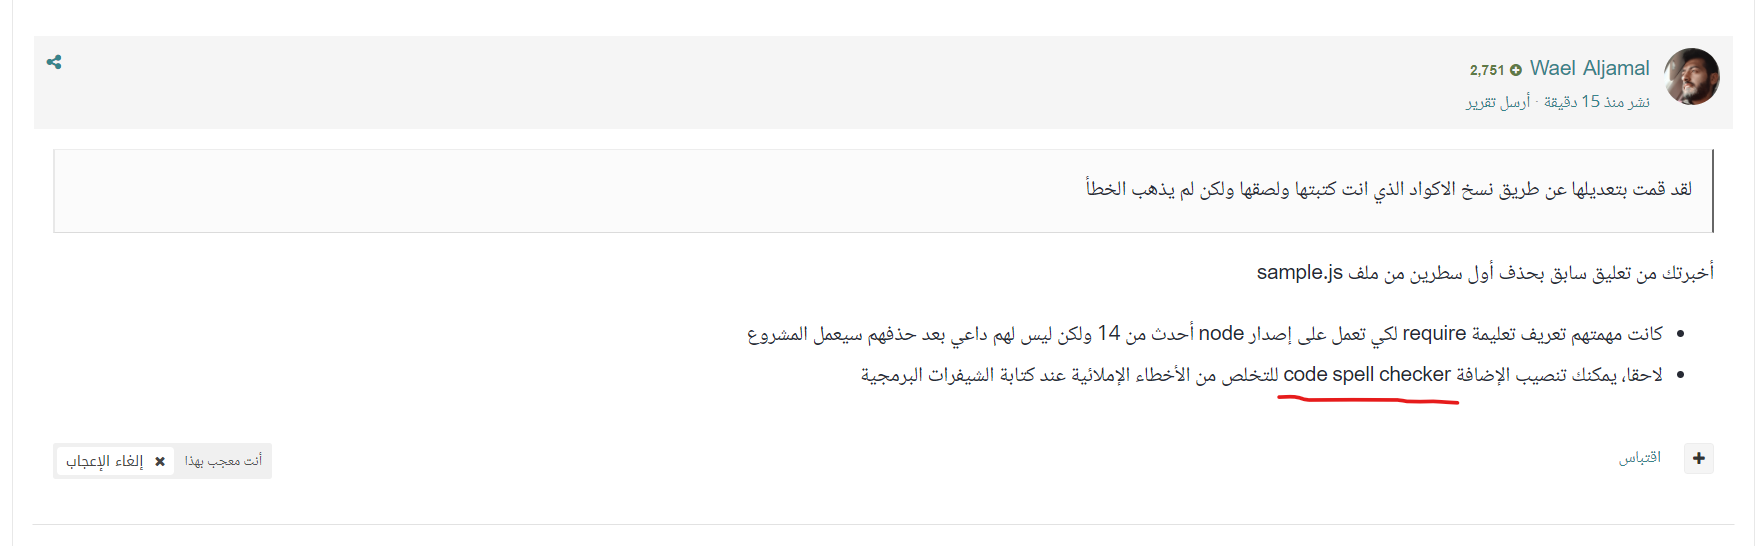 Wael Aljamal 2,751
نشر منذ 15 دقيقة · أرسل تقرير
لقد قمت بتعديلها عن طريق نسخ الاكواد الذي انت كتبتها ولصقها ولكن لم يذهب الخطأ
أخبرتك من تعليق سابق بحذف أول سطرين من ملف sample.js
كانت مهمتهم تعريف تعليمة require لكي تعمل على إصدار node أحدث من 14 ولكن ليس لهم داعي بعد حذفهم سيعمل المشروع
لاحقا، يمكنك تنصيب الإضافة code spell checker للتخلص من الأخطاء الإملائية عند كتابة الشيفرات البرمجية
اقتباس
أنت معجب بهذا ✖ إلغاء الإعجاب